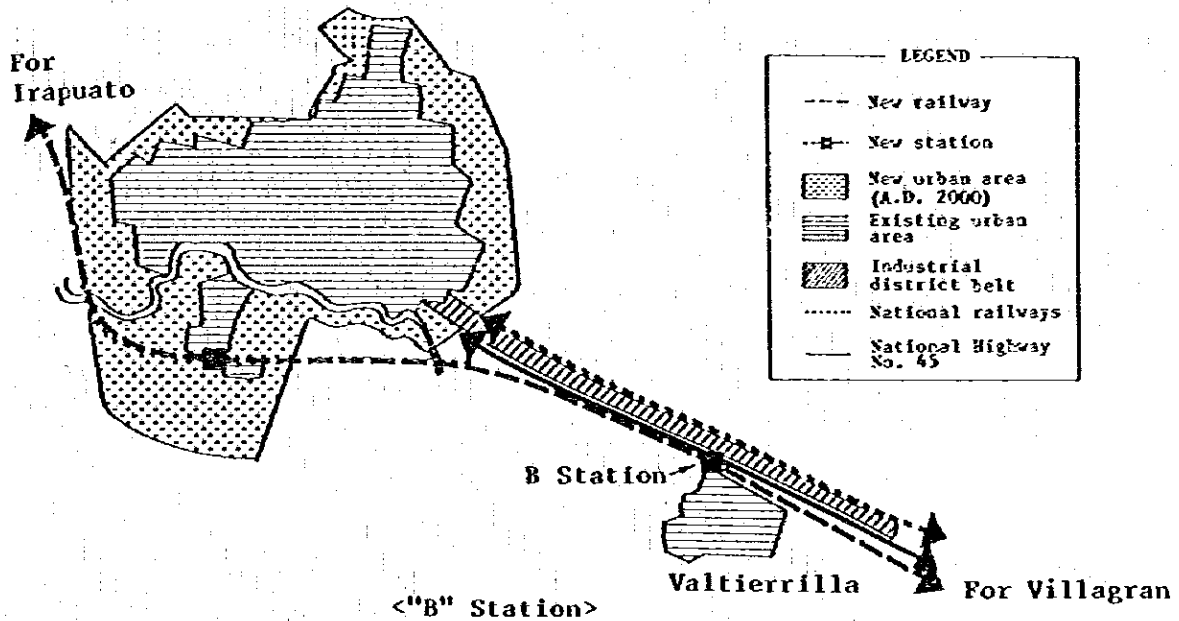 For
Irapuato
LEGEND
New railway
New station
New urban area
(A.D. 2000)
Existing urban
area
Industrial
district belt
National railways
National Highway
No. 45
B Station
Valtierrilla
For Villagran
<"B" Station>